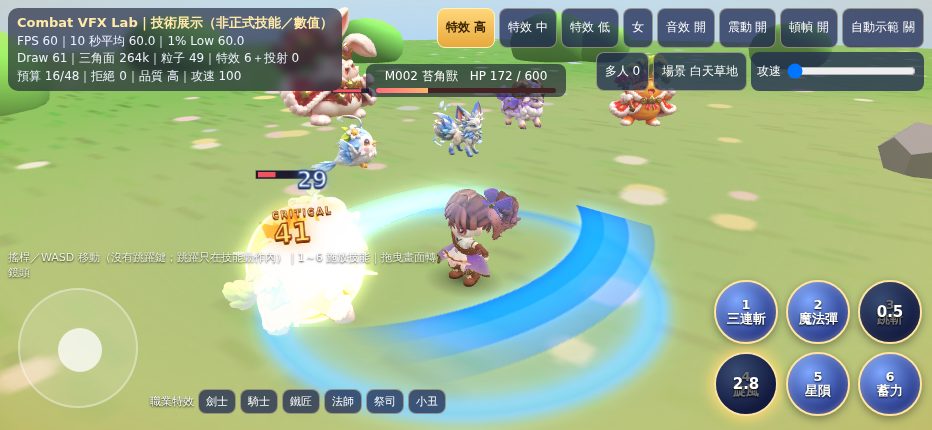 Combat VFX Lab｜技術展示（非正式技能／數值）
FPS 60｜10 秒平均 60.0｜1% Low 60.0
Draw 61｜三角面 264k｜粒子 49｜特效 6＋投射 0
預算 16/48｜拒絕 0｜品質 高｜攻速 100
特效 高
特效 中
特效 低
女
音效 開
震動 開
頓幀 開
自動示範 關
M002 苔角獸 HP 172 / 600
多人 0
場景 白天草地
攻速
29
CRITICAL
41
搖桿／WASD 移動（沒有跳躍鍵；跳躍只在技能動作內）｜1～6 施放技能｜拖曳畫面轉
鏡頭
1
三連斬
2
魔法彈
0.5
2.8
5
星隕
6
蓄力
職業特效
劍士
騎士
鐵匠
法師
祭司
小丑